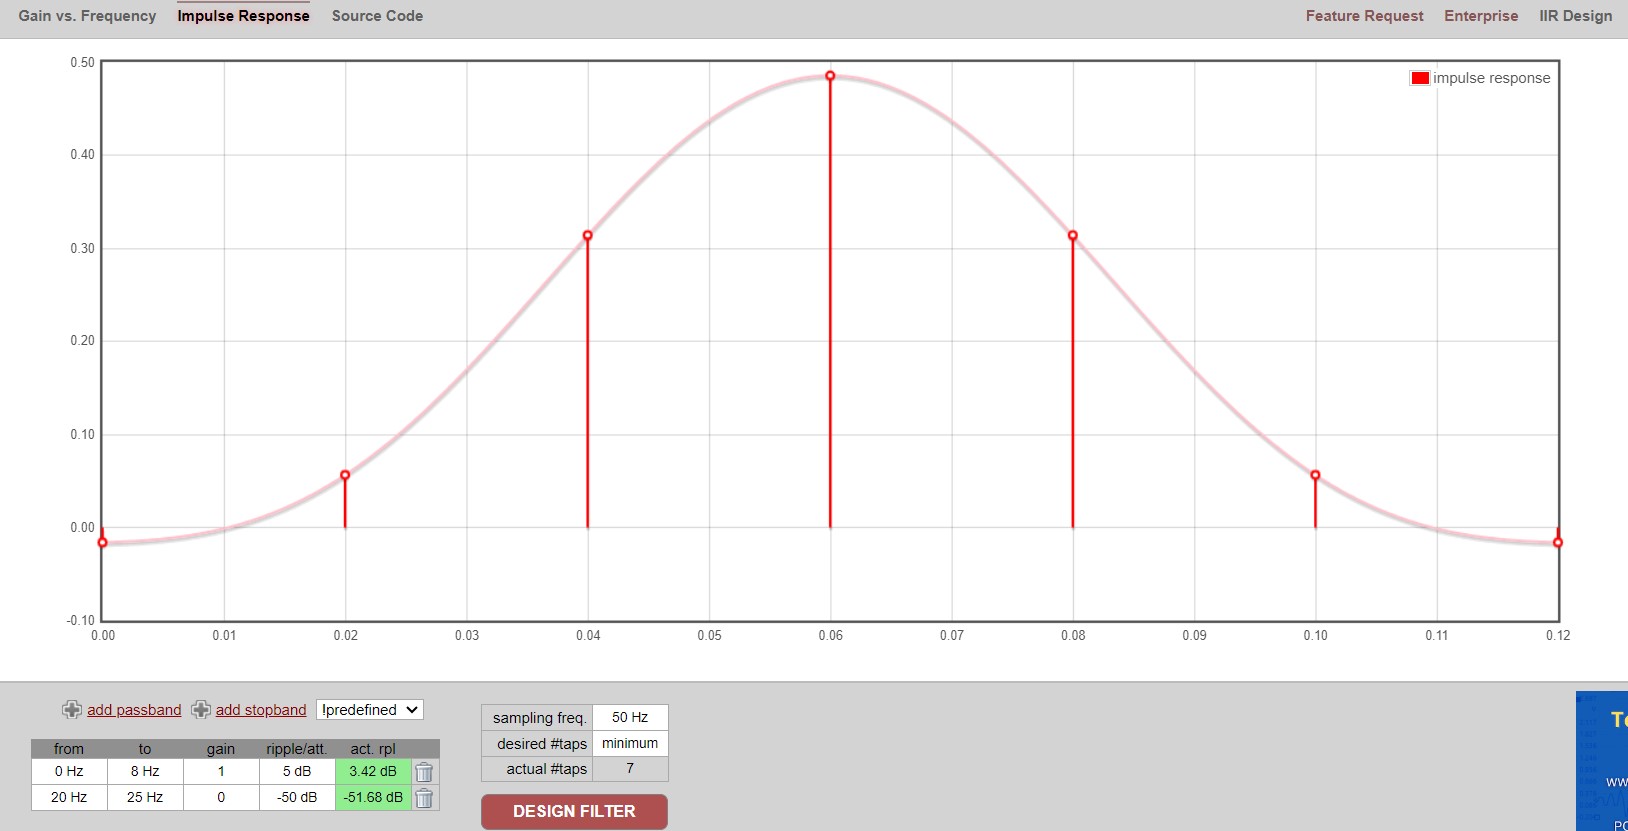 Gain vs. Frequency Impulse Response Source Code Feature Request Enterprise IIR Design
0.50
impulse response
0.40
0.30
0.20
0.10
0.00
-0.10
0.00 0.01 0.02 0.03 0.04 0.05 0.06 0.07 0.08 0.09 0.10 0.11 0.12
add passband add stopband !predefined
from to gain ripple/att. act. rpl
0 Hz 8 Hz 1 5 dB 3.42 dB
20 Hz 25 Hz 0 -50 dB -51.68 dB
sampling freq. 50 Hz
desired #taps minimum
actual #taps 7
DESIGN FILTER